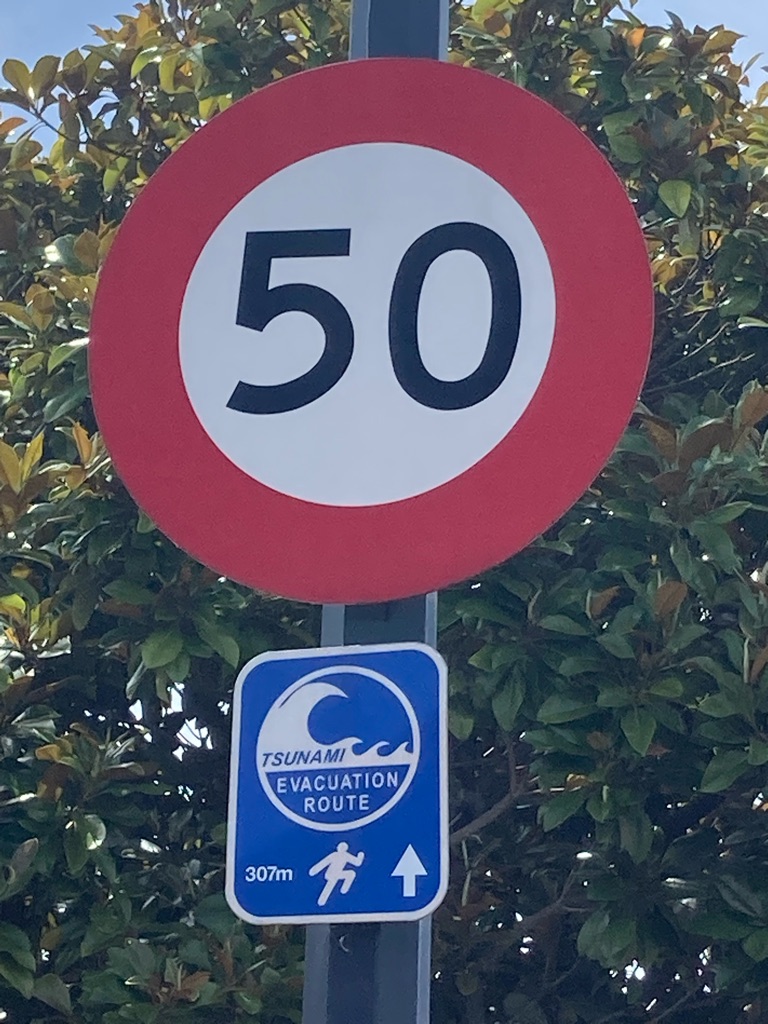 50
TSUNAMI
EVACUATION
ROUTE
307m